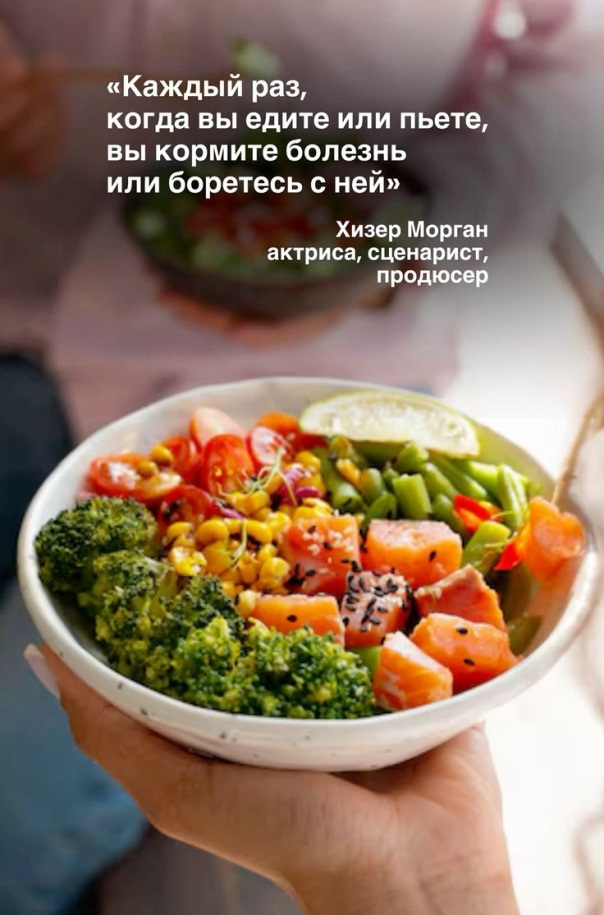 «Каждый раз,
когда вы едите или пьете,
вы кормите болезнь
или боретесь с ней»
Хизер Морган
актриса, сценарист,
продюсер